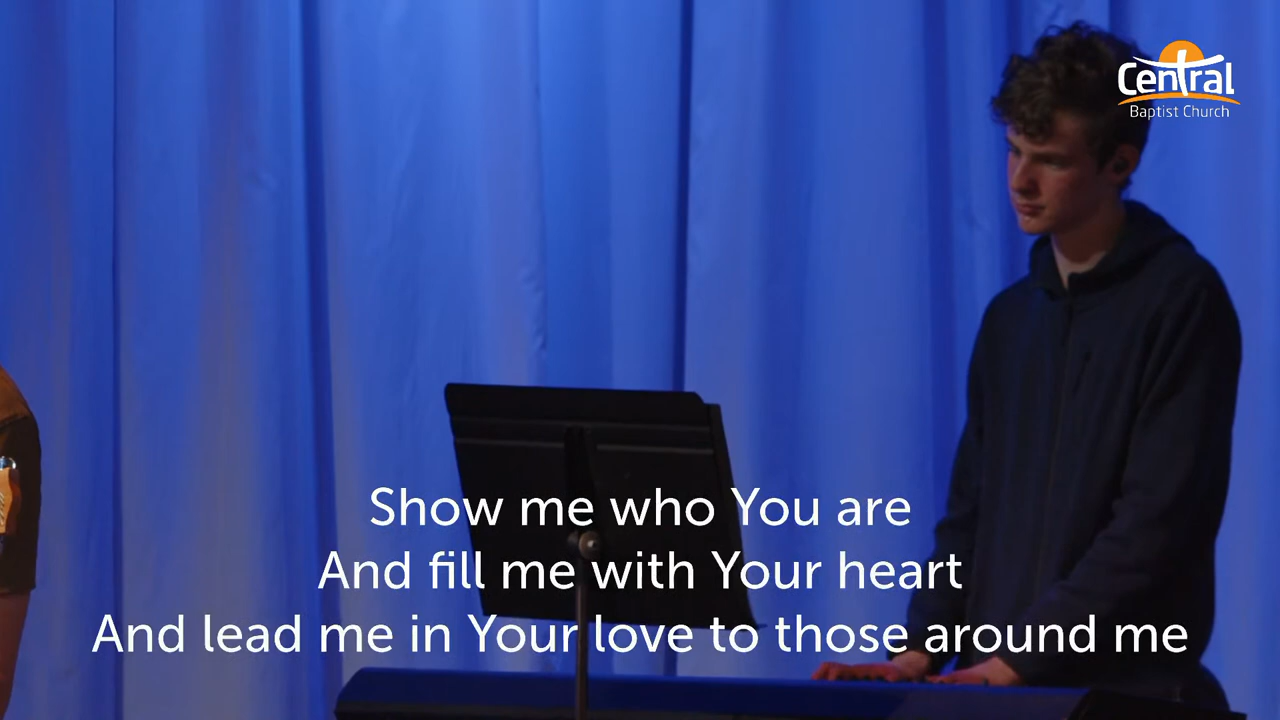 Central
Baptist Church
Show me who You are
And fill me with Your heart
And lead me in Your love to those around me